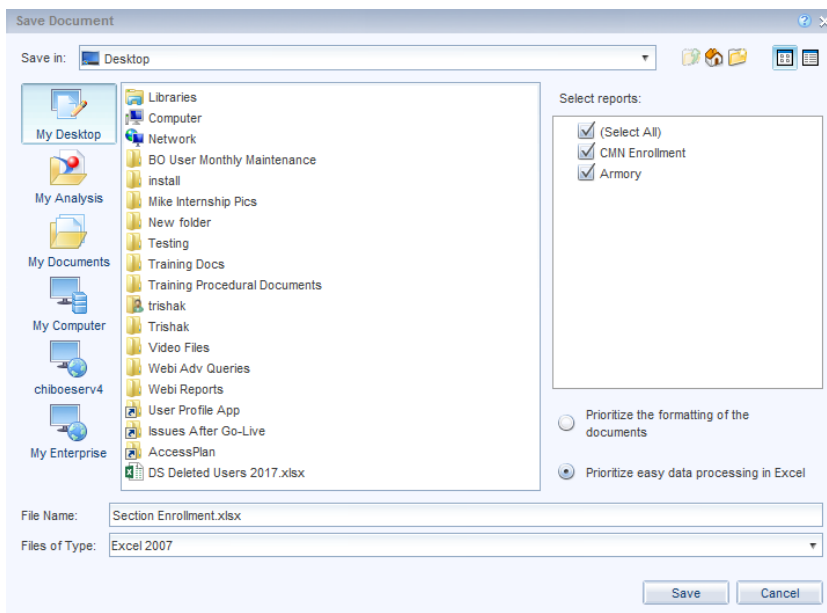 Save Document
Save in: Desktop
My Desktop
My Analysis
My Documents
My Computer
chiboeserv4
My Enterprise
Libraries
Computer
Network
BO User Monthly Maintenance
install
Mike Internship Pics
New folder
Testing
Training Docs
Training Procedural Documents
trishak
Trishak
Video Files
Webi Adv Queries
Webi Reports
User Profile App
Issues After Go-Live
AccessPlan
DS Deleted Users 2017.xlsx
Select reports:
(Select All)
CMN Enrollment
Armory
Prioritize the formatting of the
documents
Prioritize easy data processing in Excel
File Name: Section Enrollment.xlsx
Files of Type: Excel 2007
Save Cancel